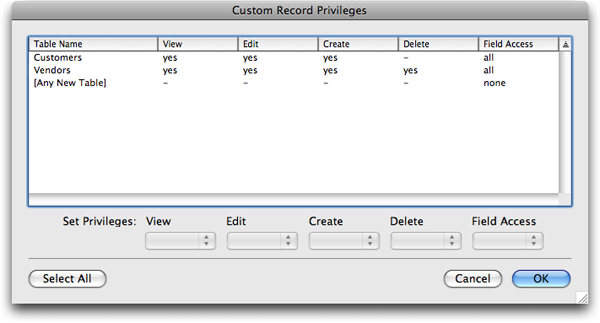 Custom Record Privileges
Table Name View Edit Create Delete Field Access
Customers yes yes yes – all
Vendors yes yes yes yes all
[Any New Table] – – – – none
Set Privileges: View Edit Create Delete Field Access
Select All Cancel OK